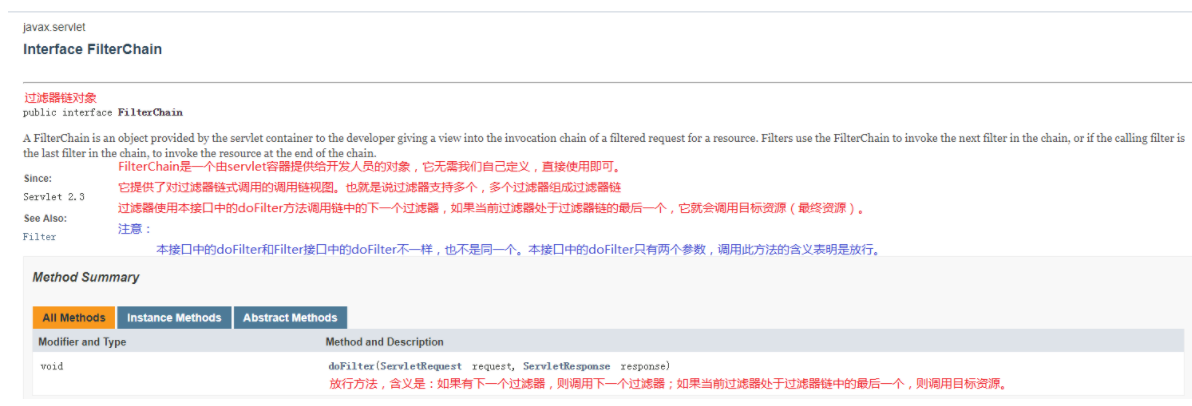 javax.servlet
Interface FilterChain
过滤器链对象
public interface FilterChain
A FilterChain is an object provided by the servlet container to the developer giving a view into the invocation chain of a filtered request for a resource. Filters use the FilterChain to invoke the next filter in the chain, or if the calling filter is
the last filter in the chain, to invoke the resource at the end of the chain.
FilterChain是一个由servlet容器提供给开发人员的对象，它无需我们自己定义，直接使用即可。
Since:
它提供了对过滤器链式调用的调用链视图。也就是说过滤器支持多个，多个过滤器组成过滤器链
Servlet 2.3
过滤器使用本接口中的doFilter方法调用链中的下一个过滤器，如果当前过滤器处于过滤器链的最后一个，它就会调用目标资源（最终资源）。
See Also:
注意：
Filter
本接口中的doFilter和Filter接口中的doFilter不一样，也不是同一个。本接口中的doFilter只有两个参数，调用此方法的含义表明是放行。
Method Summary
All Methods Instance Methods Abstract Methods
Modifier and Type Method and Description
void doFilter(ServletRequest request, ServletResponse response)
放行方法，含义是：如果有下一个过滤器，则调用下一个过滤器；如果当前过滤器处于过滤器链中的最后一个，则调用目标资源。